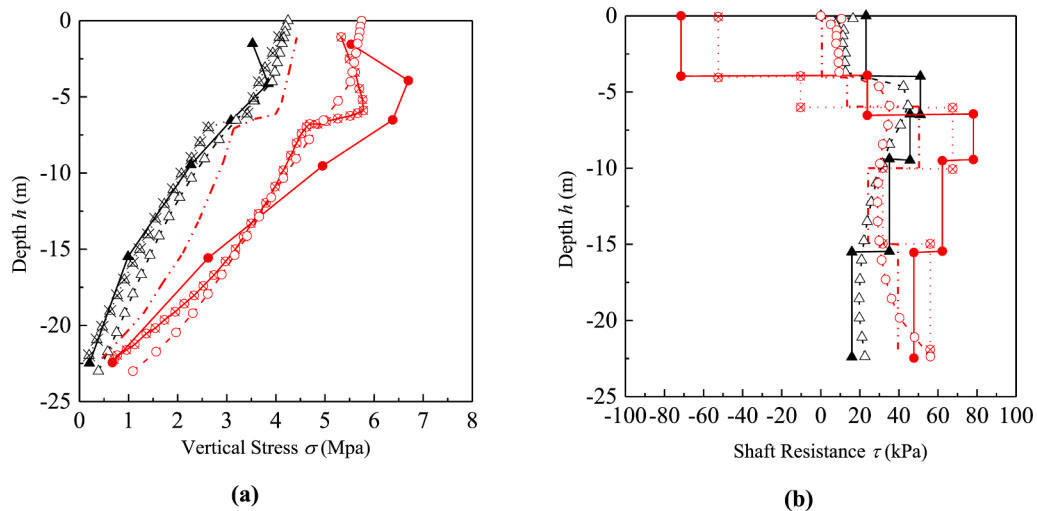 0
-5
-10
-15
-20
-25
Depth h (m)
0 1 2 3 4 5 6 7 8
Vertical Stress σ (Mpa)
(a)
0
-5
-10
-15
-20
-25
Depth h (m)
-100 -80 -60 -40 -20 0 20 40 60 80 100
Shaft Resistance τ (kPa)
(b)